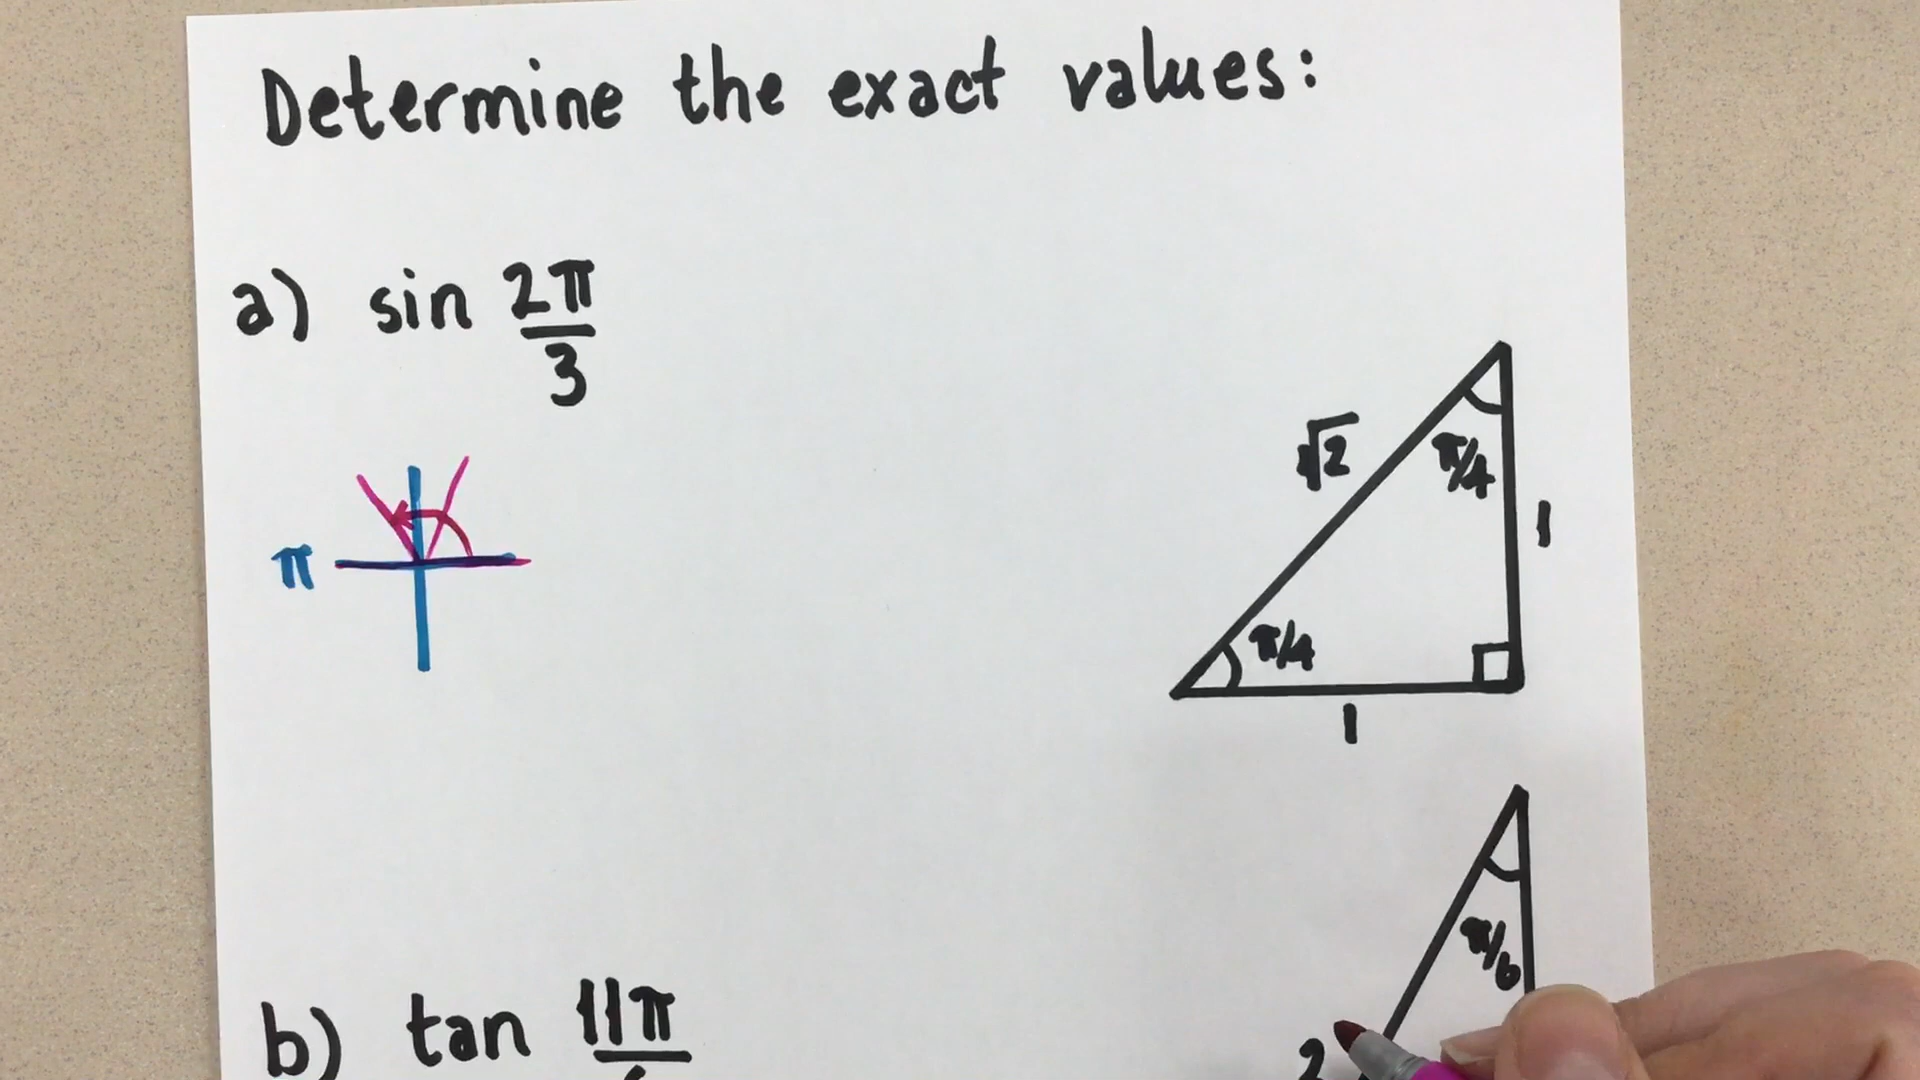 Determine the exact values:
a) sin 2π/3
π
√2
π/4
1
π/4
1
π/6
b) tan 11π
2